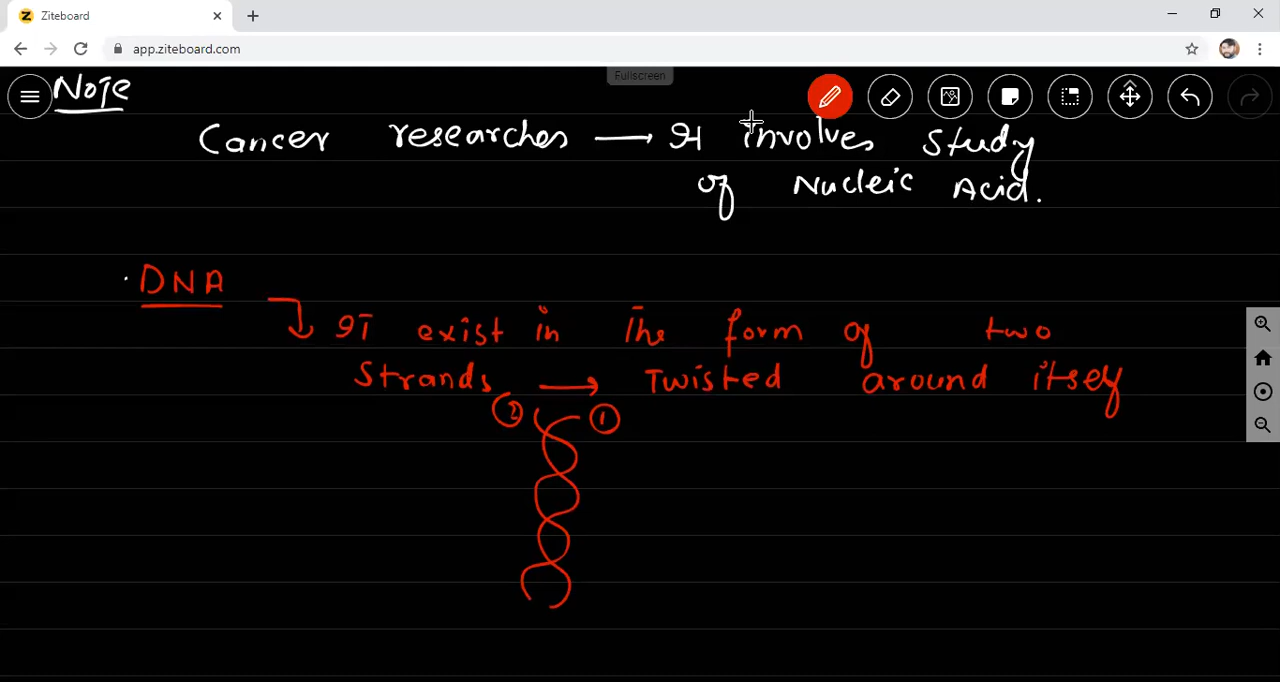 Ziteboard
app.ziteboard.com
Fullscreen
Note
Cancer researches → It involves study
of Nucleic Acid.
DNA
It exist in the form of two
Strands → Twisted around itself
② ①